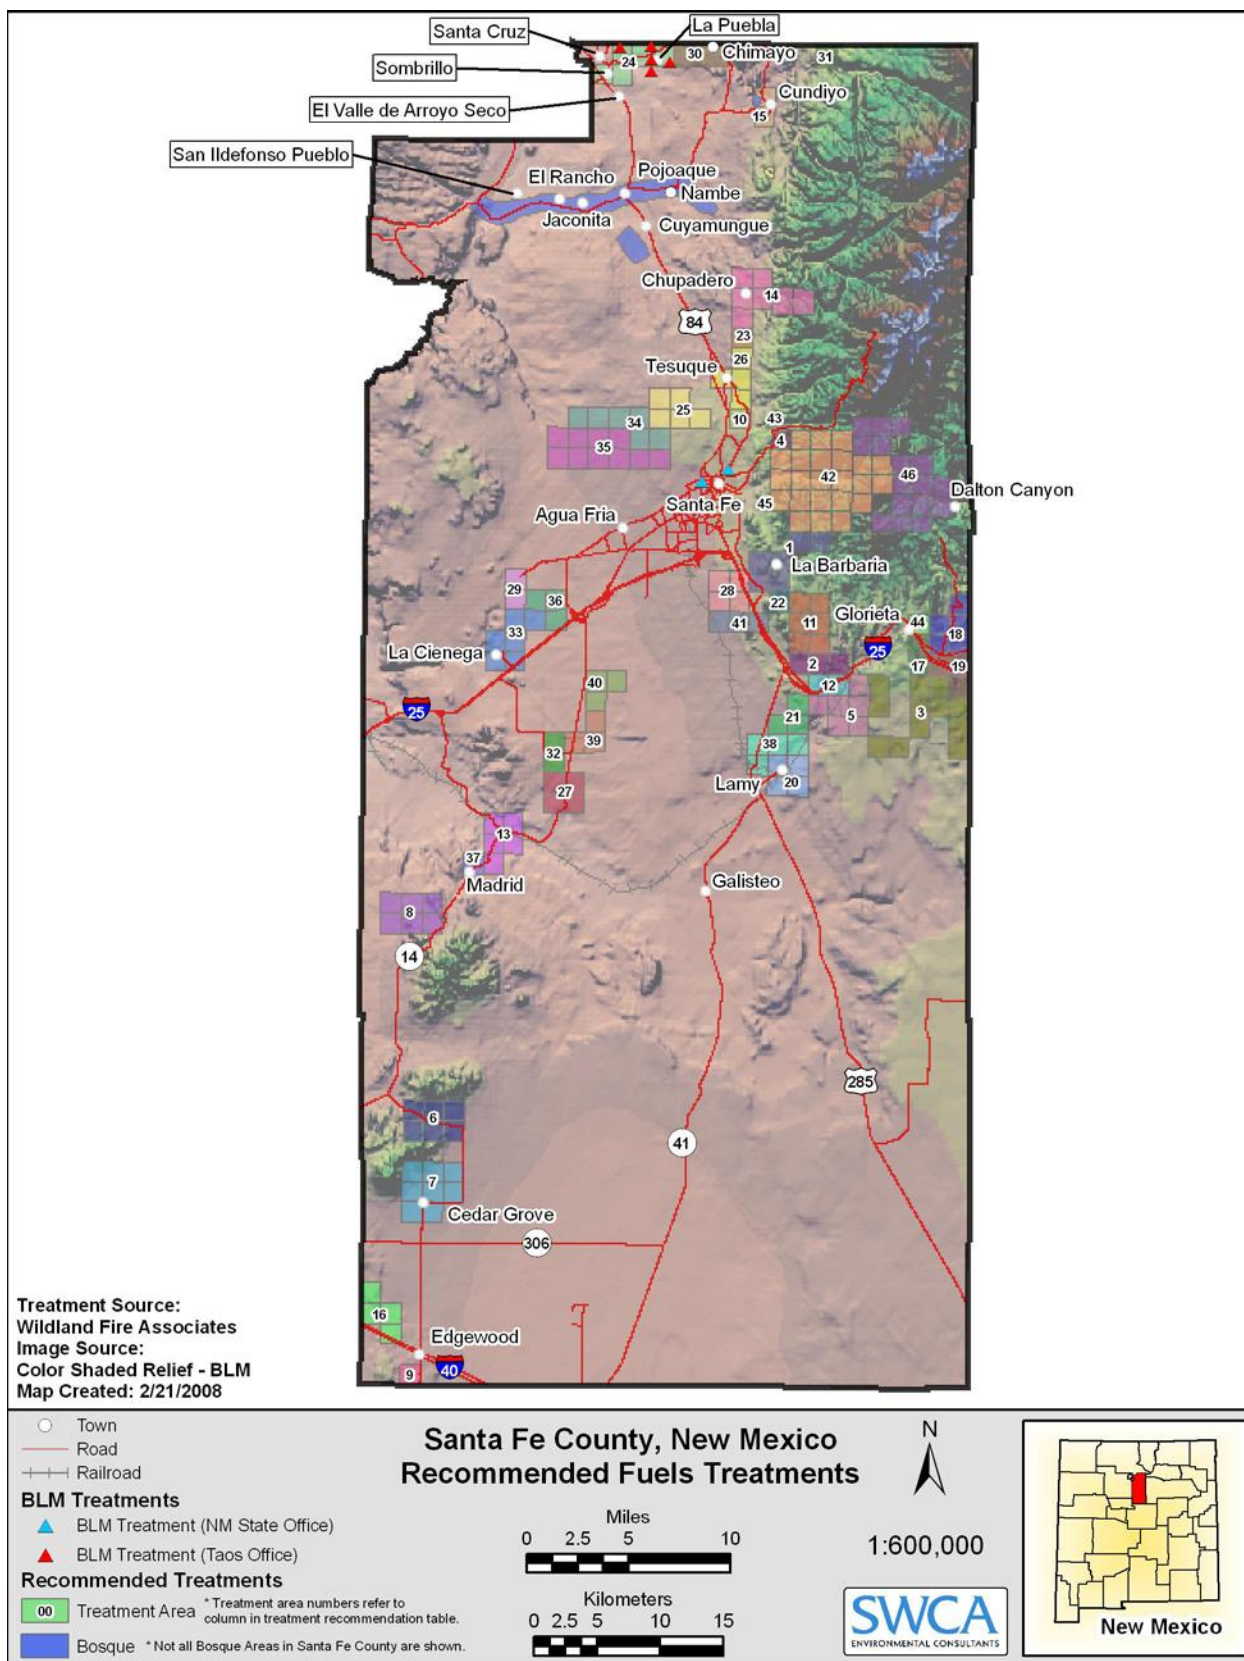 Santa Cruz
La Puebla
Sombrillo
24
30
Chimayo
31
El Valle de Arroyo Seco
Cundiyo
15
San Ildefonso Pueblo
El Rancho
Pojoaque
Nambe
Jaconita
Cuyamungue
Chupadero
14
84
23
26
Tesuque
25
10
43
34
35
4
42
46
Dalton Canyon
Santa Fe
45
Agua Fria
1
La Barbaria
29
36
28
22
Glorieta
44
33
41
11
18
La Cienega
25
2
17
19
12
40
25
21
5
3
39
32
38
27
Lamy
20
13
37
Madrid
Galisteo
8
14
285
6
41
7
Cedar Grove
306
Treatment Source:
Wildland Fire Associates
Image Source:
Color Shaded Relief - BLM
Map Created: 2/21/2008
16
Edgewood
9
40
Town
Road
Railroad
BLM Treatments
BLM Treatment (NM State Office)
BLM Treatment (Taos Office)
Recommended Treatments
00 Treatment Area * Treatment area numbers refer to
column in treatment recommendation table.
Bosque * Not all Bosque Areas in Santa Fe County are shown.
Santa Fe County, New Mexico
Recommended Fuels Treatments
N
Miles
0 2.5 5 10
Kilometers
0 2.5 5 10 15
1:600,000
SWCA
ENVIRONMENTAL CONSULTANTS
New Mexico